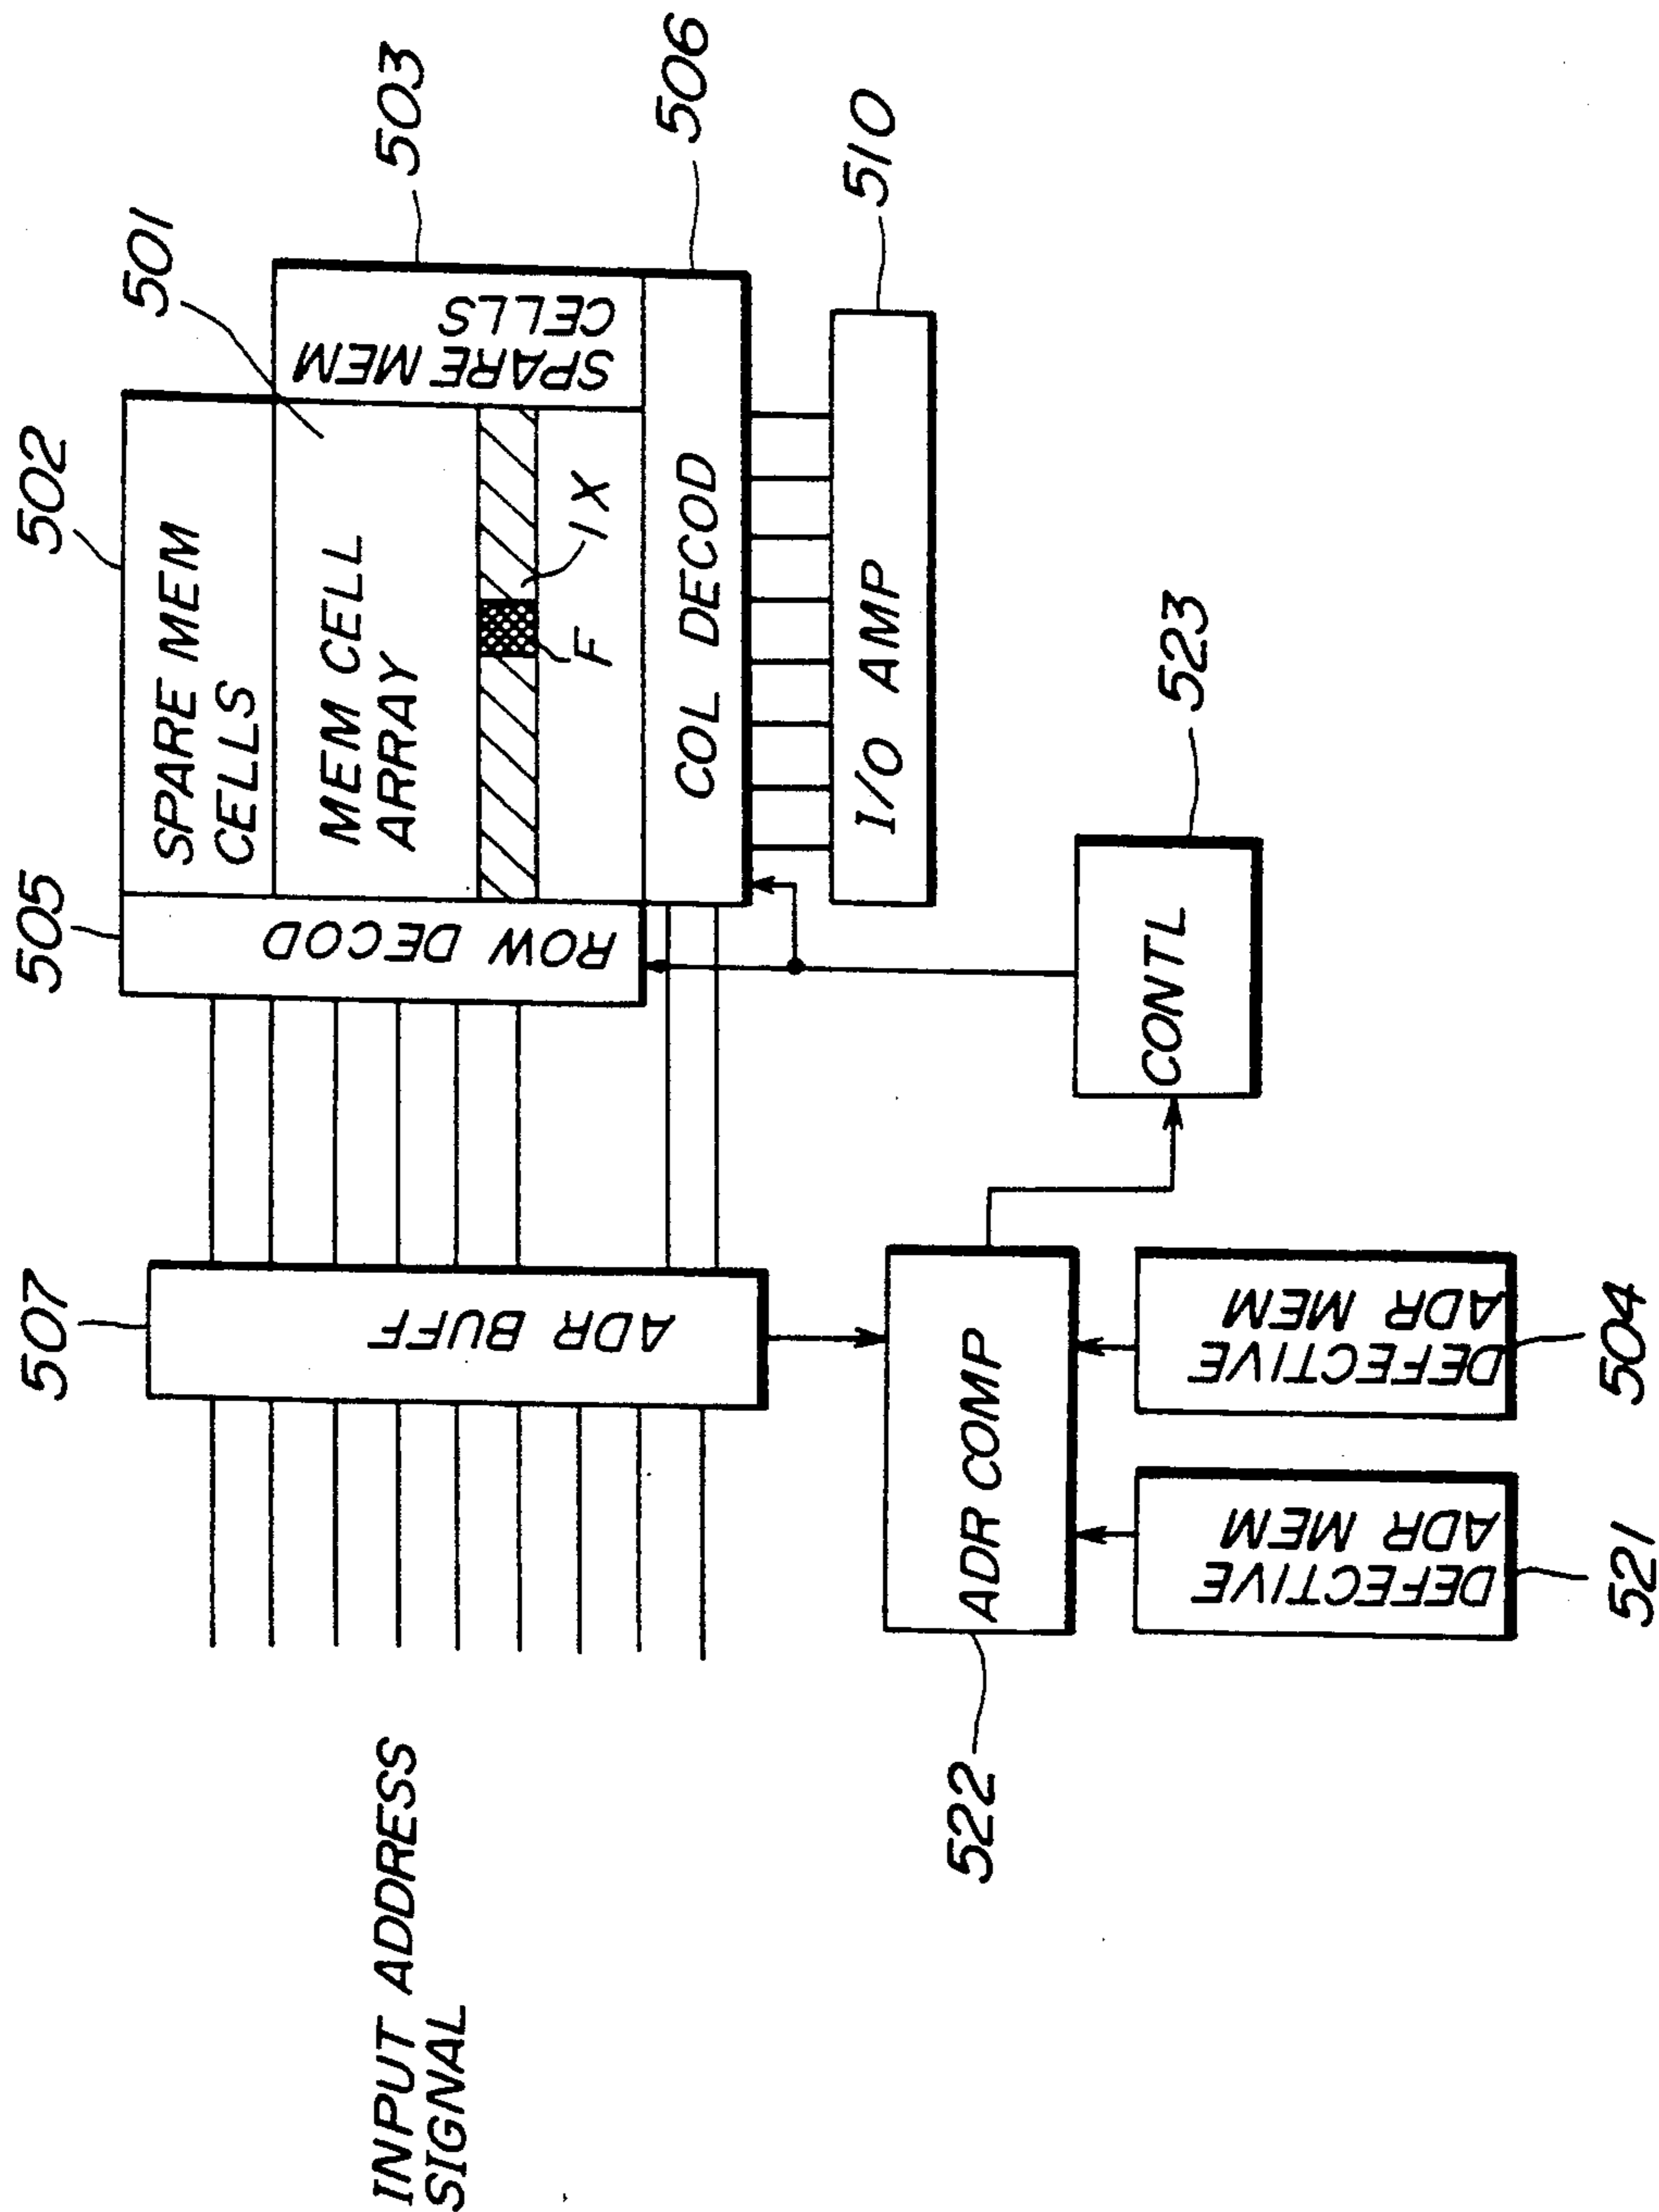 502
501
503
505
507
SPARE MEM
CELLS
MEM CELL
ARRAY
SPARE MEM
CELLS
ROW DECOD
ADR BUFF
F
1X
506
COL DECOD
510
I/O AMP
INPUT ADDRESS
SIGNAL
522
ADR COMP
CONTL
523
DEFECTIVE
ADR MEM
DEFECTIVE
ADR MEM
521
504